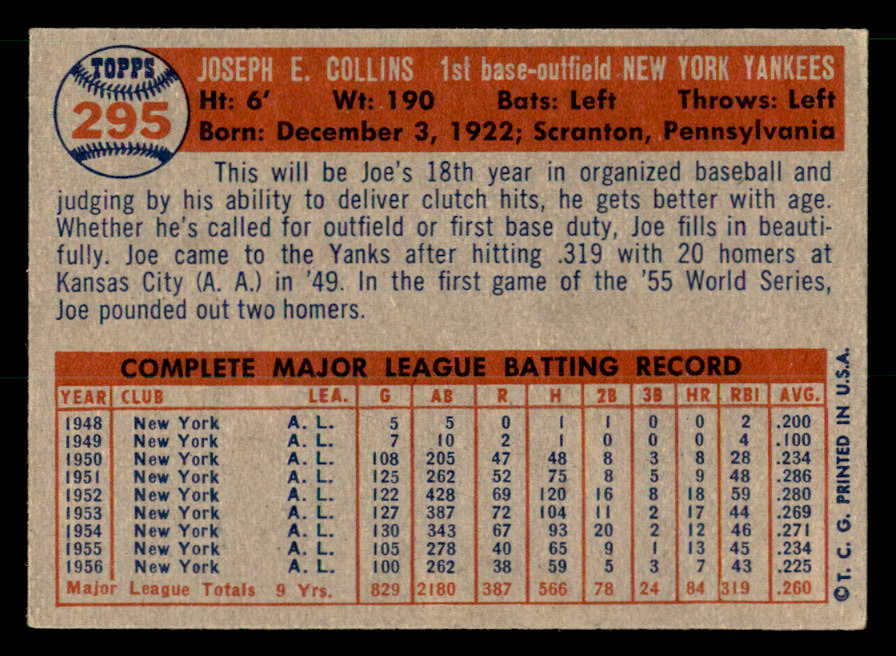 TOPPS
295
JOSEPH E. COLLINS 1st base-outfield NEW YORK YANKEES
Ht: 6' Wt: 190 Bats: Left Throws: Left
Born: December 3, 1922; Scranton, Pennsylvania
This will be Joe's 18th year in organized baseball and
judging by his ability to deliver clutch hits, he gets better with age.
Whether he's called for outfield or first base duty, Joe fills in beauti-
fully. Joe came to the Yanks after hitting .319 with 20 homers at
Kansas City (A. A.) in '49. In the first game of the '55 World Series,
Joe pounded out two homers.
COMPLETE MAJOR LEAGUE BATTING RECORD
YEAR CLUB LEA. G AB R H 2B 3B HR RBI AVG.
1948 New York A. L. 5 5 0 1 1 0 0 2 .200
1949 New York A. L. 7 10 2 1 0 0 0 4 .100
1950 New York A. L. 108 205 47 48 8 3 8 28 .234
1951 New York A. L. 125 262 52 75 8 5 9 48 .286
1952 New York A. L. 122 428 69 120 16 8 18 59 .280
1953 New York A. L. 127 387 72 104 11 2 17 44 .269
1954 New York A. L. 130 343 67 93 20 2 12 46 .271
1955 New York A. L. 105 278 40 65 9 1 13 45 .234
1956 New York A. L. 100 262 38 59 5 3 7 43 .225
Major League Totals 9 Yrs. 829 2180 387 566 78 24 84 319 .260
© T. C. G. PRINTED IN U.S.A.